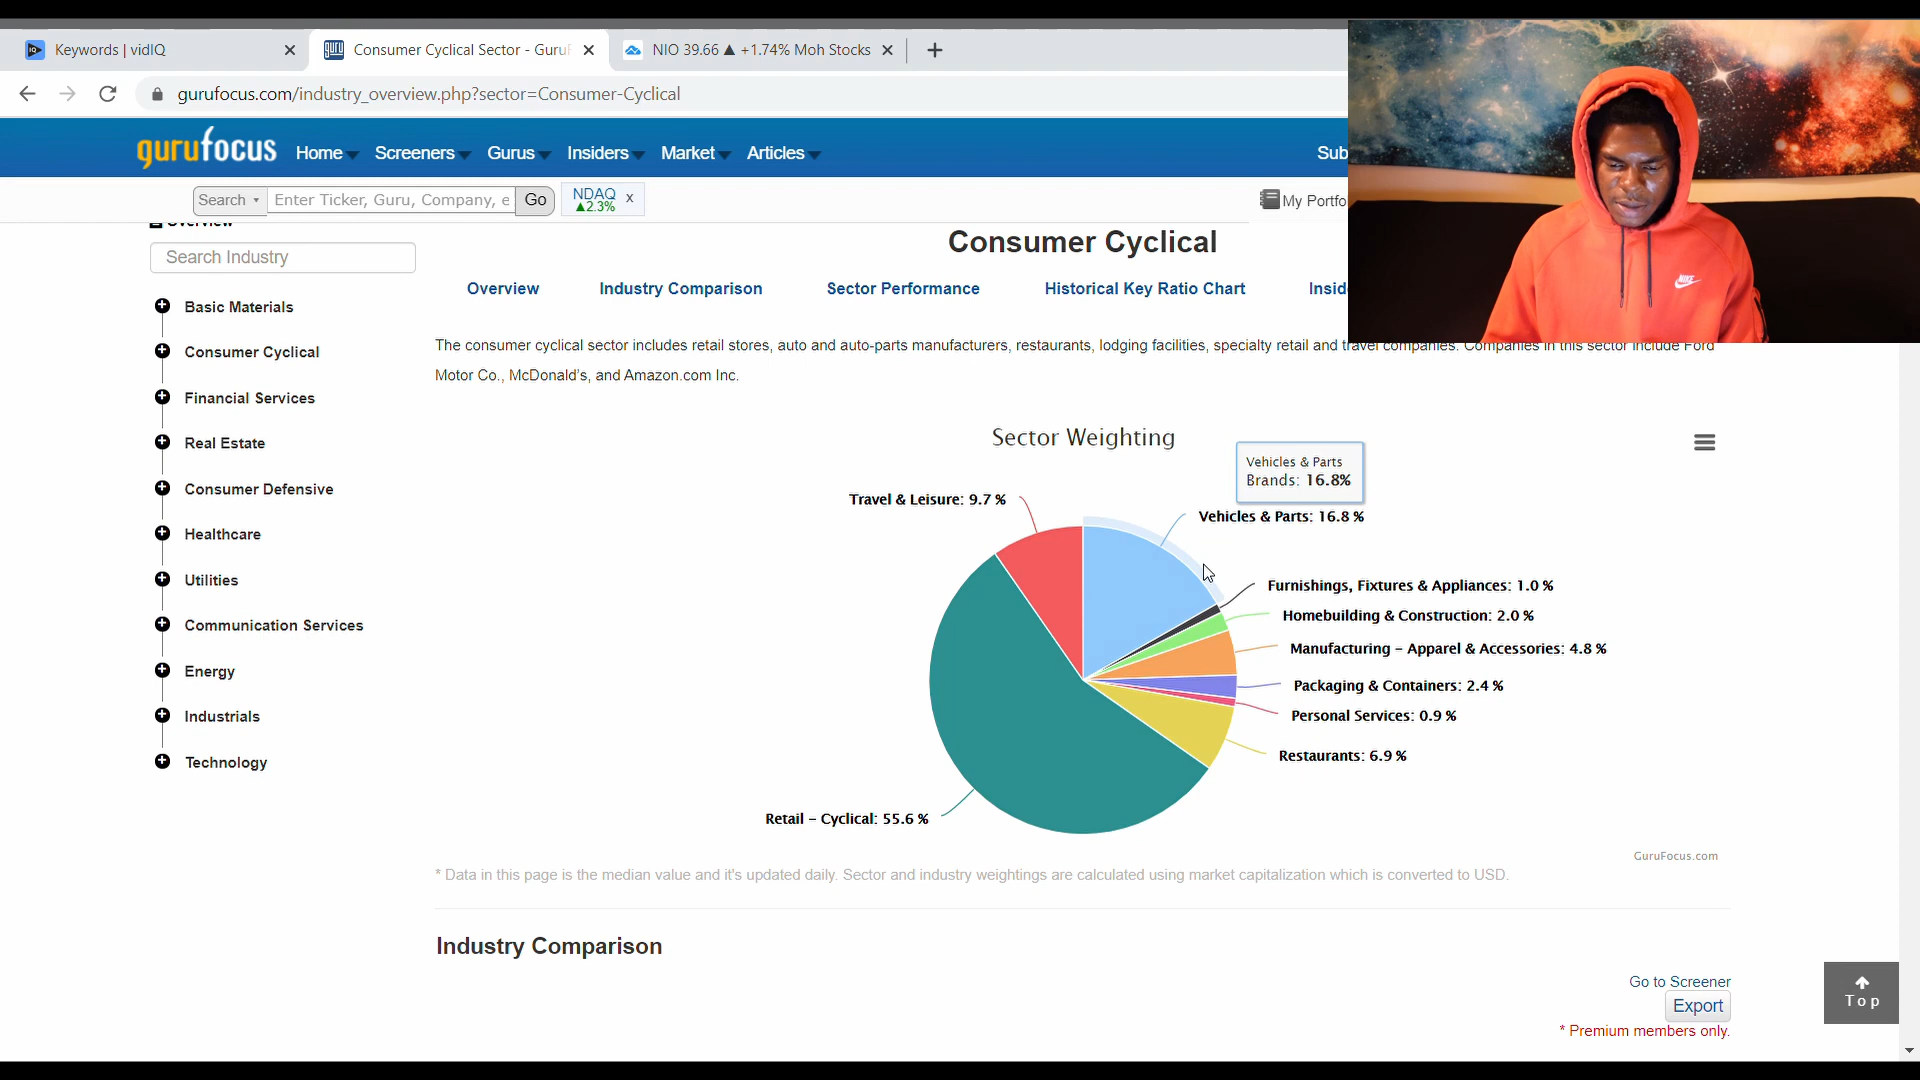 Keywords | vidIQ
Consumer Cyclical Sector - GuruF
NIO 39.66 ▲ +1.74% Moh Stocks
gurufocus.com/industry_overview.php?sector=Consumer-Cyclical
gurufocus Home Screeners Gurus Insiders Market Articles Sub
Search Enter Ticker, Guru, Company, e Go NDAQ x
▲2.3%
My Portfo
Overview
Search Industry
Basic Materials
Consumer Cyclical
Financial Services
Real Estate
Consumer Defensive
Healthcare
Utilities
Communication Services
Energy
Industrials
Technology
Consumer Cyclical
Overview Industry Comparison Sector Performance Historical Key Ratio Chart Insid
The consumer cyclical sector includes retail stores, auto and auto-parts manufacturers, restaurants, lodging facilities, specialty retail and travel companies. Companies in this sector include Ford
Motor Co., McDonald's, and Amazon.com Inc.
Sector Weighting
Vehicles & Parts
Brands: 16.8%
Travel & Leisure: 9.7 %
Vehicles & Parts: 16.8 %
Furnishings, Fixtures & Appliances: 1.0 %
Homebuilding & Construction: 2.0 %
Manufacturing – Apparel & Accessories: 4.8 %
Packaging & Containers: 2.4 %
Personal Services: 0.9 %
Restaurants: 6.9 %
Retail – Cyclical: 55.6 %
GuruFocus.com
* Data in this page is the median value and it's updated daily. Sector and industry weightings are calculated using market capitalization which is converted to USD.
Industry Comparison
Go to Screener
Export
* Premium members only.
Top
NIKE